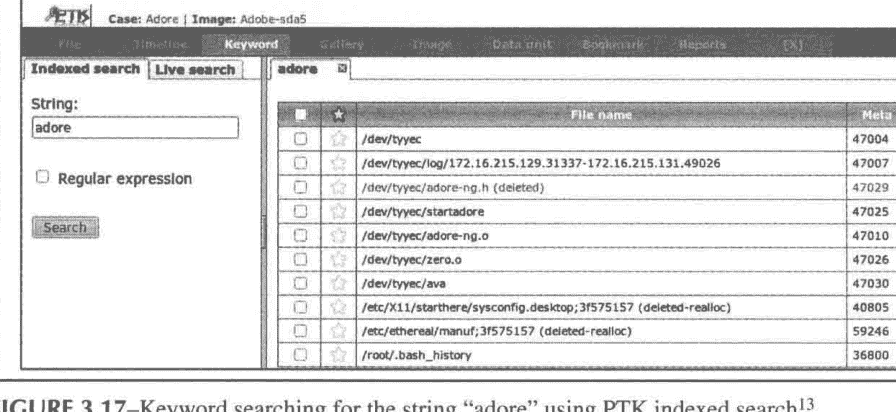 PTK Case: Adore | Image: Adobe-sda5
File Timeline Keyword Gallery Image Data unit Bookmark Reports [X]
Indexed search Live search
adore
String:
adore
Regular expression
Search
File name Meta
/dev/tyyec 47004
/dev/tyyec/log/172.16.215.129.31337-172.16.215.131.49026 47007
/dev/tyyec/adore-ng.h (deleted) 47029
/dev/tyyec/startadore 47025
/dev/tyyec/adore-ng.o 47010
/dev/tyyec/zero.o 47026
/dev/tyyec/ava 47030
/etc/X11/starthere/sysconfig.desktop;3f575157 (deleted-realloc) 40805
/etc/ethereal/manuf;3f575157 (deleted-realloc) 59246
/root/.bash_history 36800
FIGURE 3.17–Keyword searching for the string “adore” using PTK indexed search13